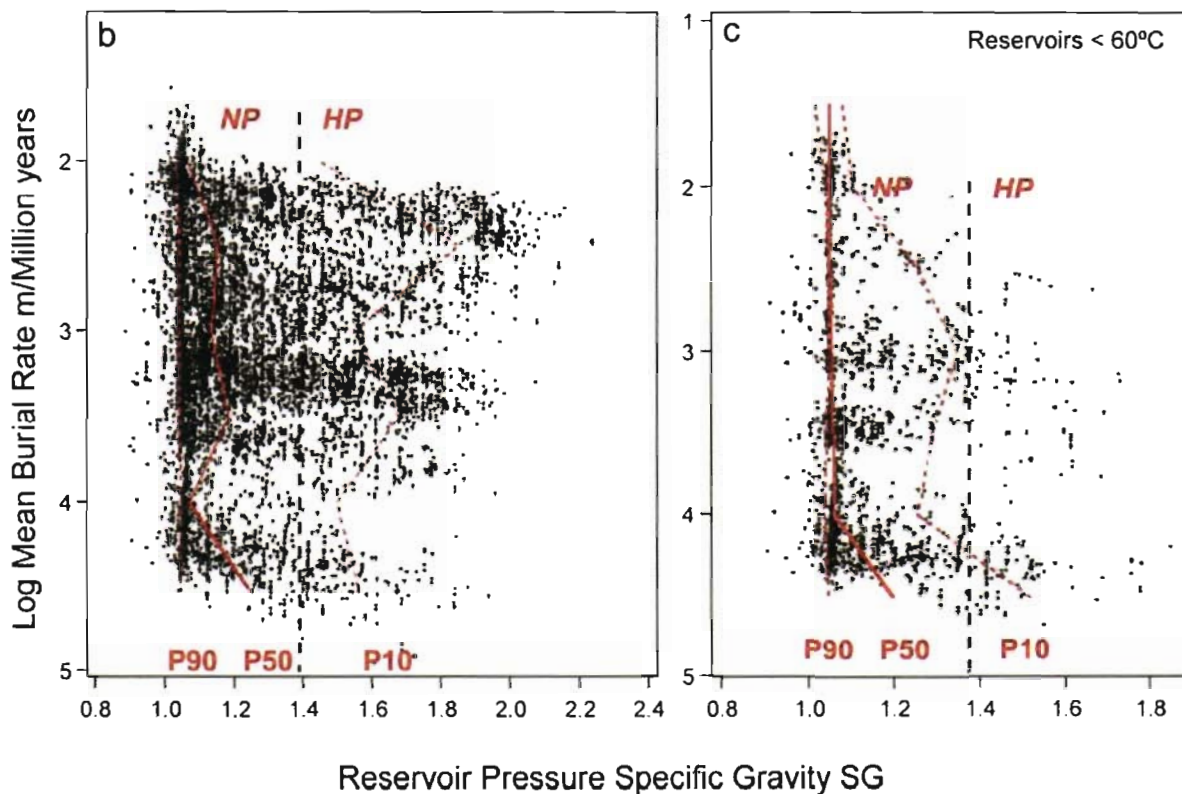 b
NP HP
Log Mean Burial Rate m/Million years
2
3
4
5
P90 P50 P10
0.8 1.0 1.2 1.4 1.6 1.8 2.0 2.2 2.4
c
Reservoirs < 60ºC
NP HP
1
2
3
4
5
P90 P50 P10
0.8 1.0 1.2 1.4 1.6 1.8
Reservoir Pressure Specific Gravity SG